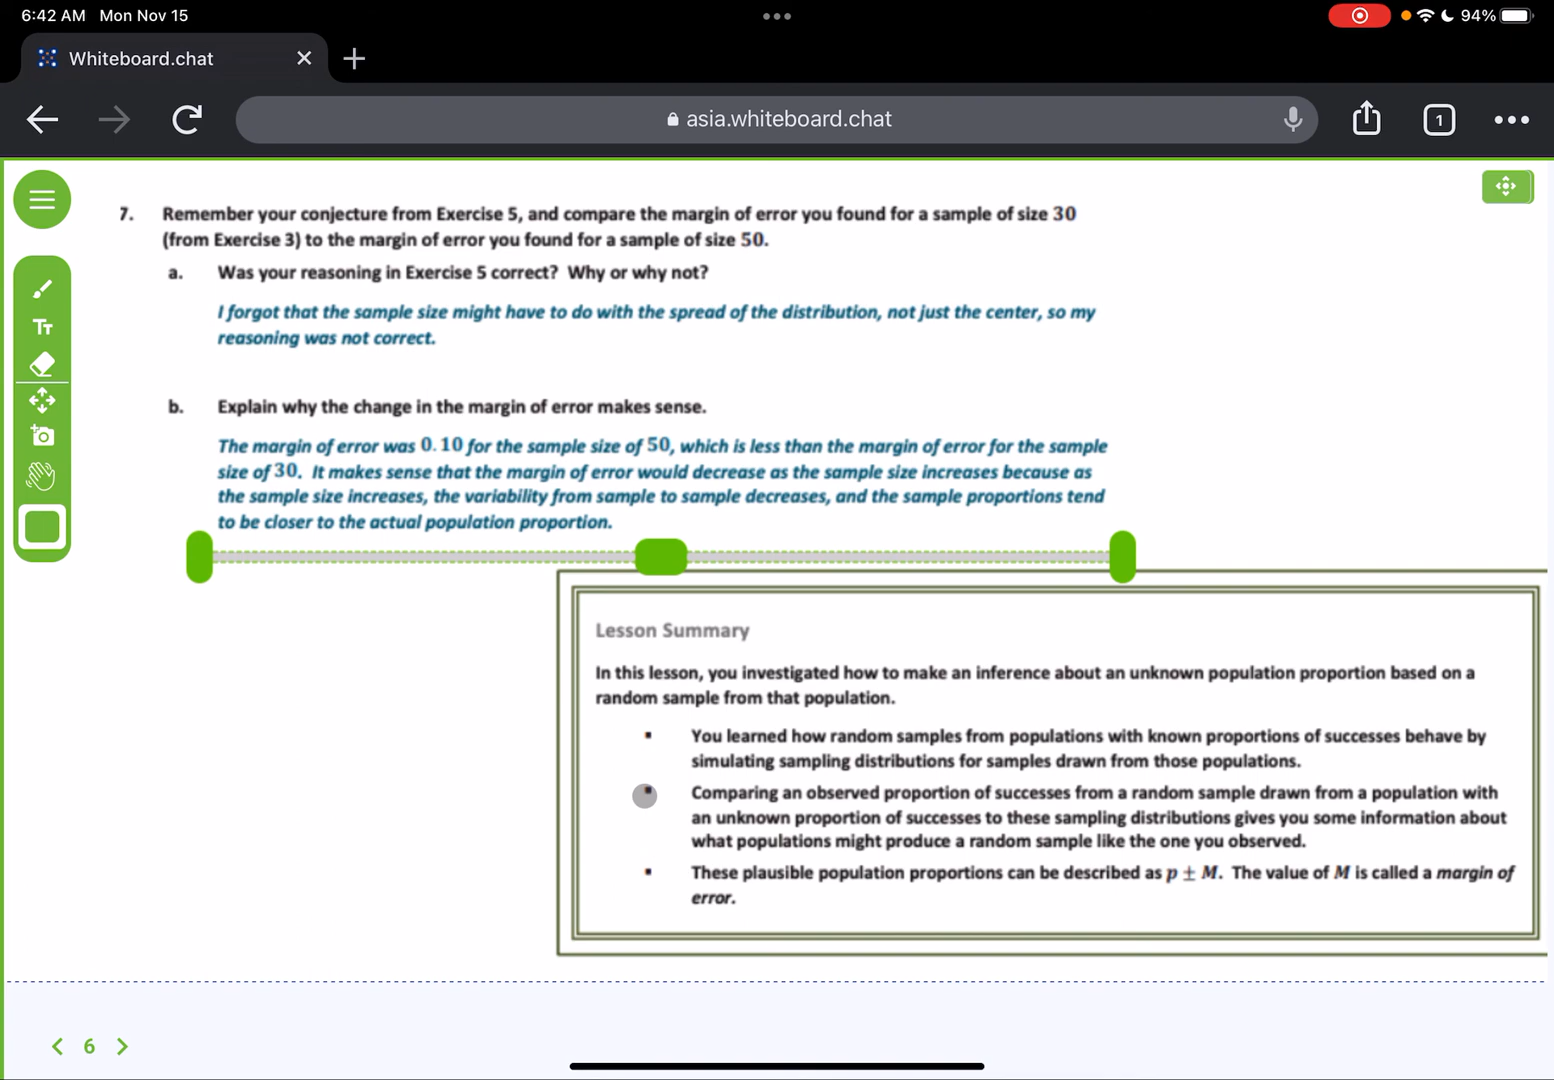 6:42 AM Mon Nov 15
94%
Whiteboard.chat
asia.whiteboard.chat
1
7. Remember your conjecture from Exercise 5, and compare the margin of error you found for a sample of size 30
(from Exercise 3) to the margin of error you found for a sample of size 50.
a. Was your reasoning in Exercise 5 correct? Why or why not?
I forgot that the sample size might have to do with the spread of the distribution, not just the center, so my
reasoning was not correct.
b. Explain why the change in the margin of error makes sense.
The margin of error was 0.10 for the sample size of 50, which is less than the margin of error for the sample
size of 30. It makes sense that the margin of error would decrease as the sample size increases because as
the sample size increases, the variability from sample to sample decreases, and the sample proportions tend
to be closer to the actual population proportion.
Tт
Lesson Summary
In this lesson, you investigated how to make an inference about an unknown population proportion based on a
random sample from that population.
▪ You learned how random samples from populations with known proportions of successes behave by
simulating sampling distributions for samples drawn from those populations.
▪ Comparing an observed proportion of successes from a random sample drawn from a population with
an unknown proportion of successes to these sampling distributions gives you some information about
what populations might produce a random sample like the one you observed.
▪ These plausible population proportions can be described as p ± M. The value of M is called a margin of
error.
6